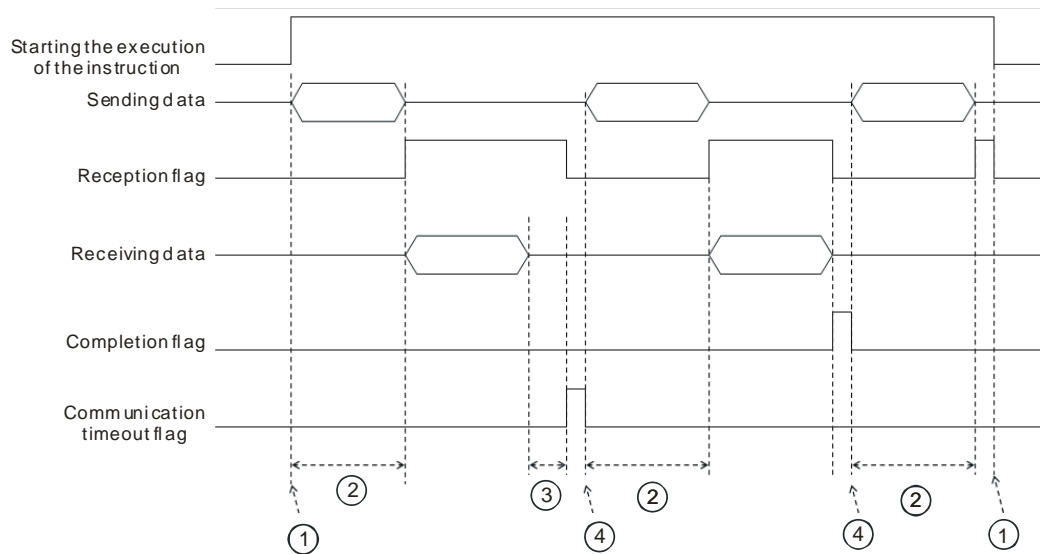 Starting the execution
of the instruction
Sending data
Reception flag
Receiving data
Completion flag
Communication
timeout flag
② ③ ② ②
① ④ ④ ①